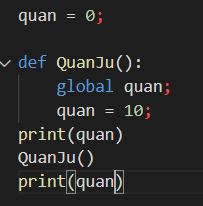 quan = 0;
def QuanJu():
    global quan;
    quan = 10;
print(quan)
QuanJu()
print(quan)